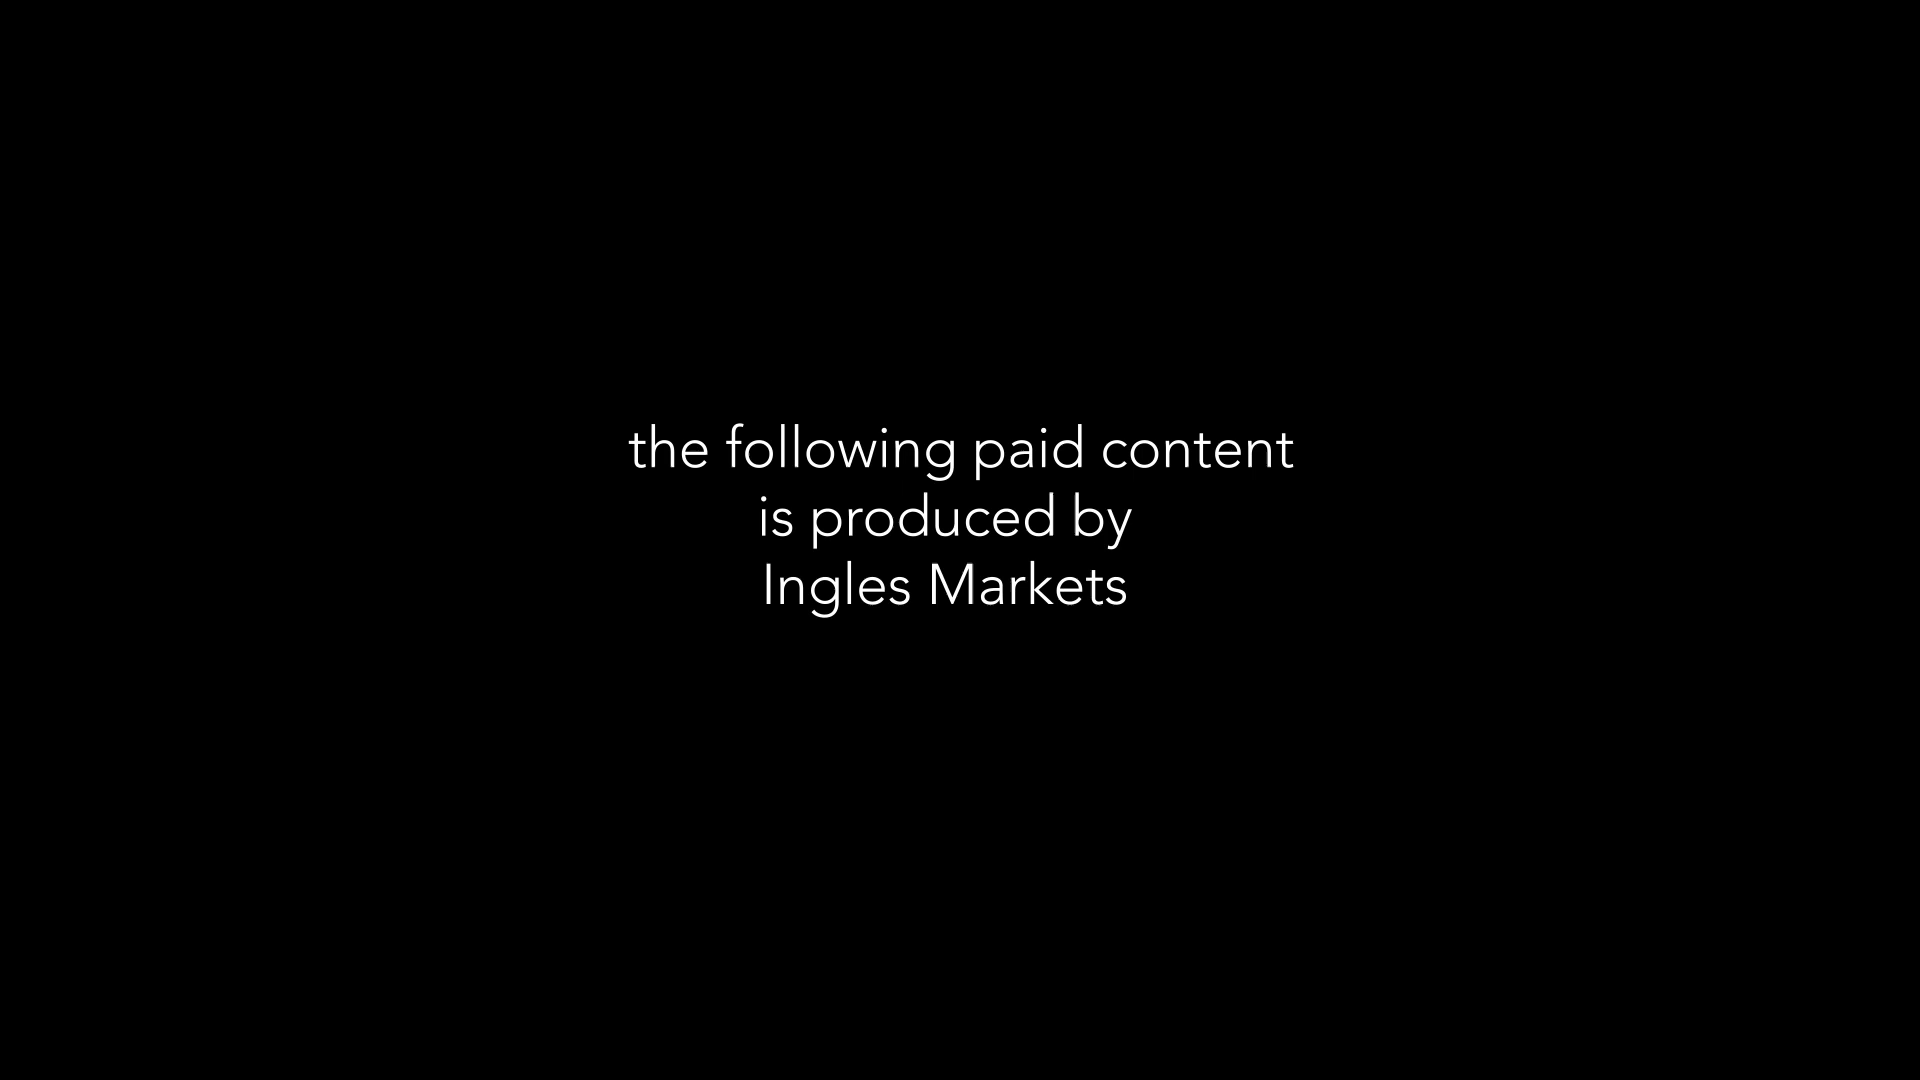 the following paid content
is produced by
Ingles Markets